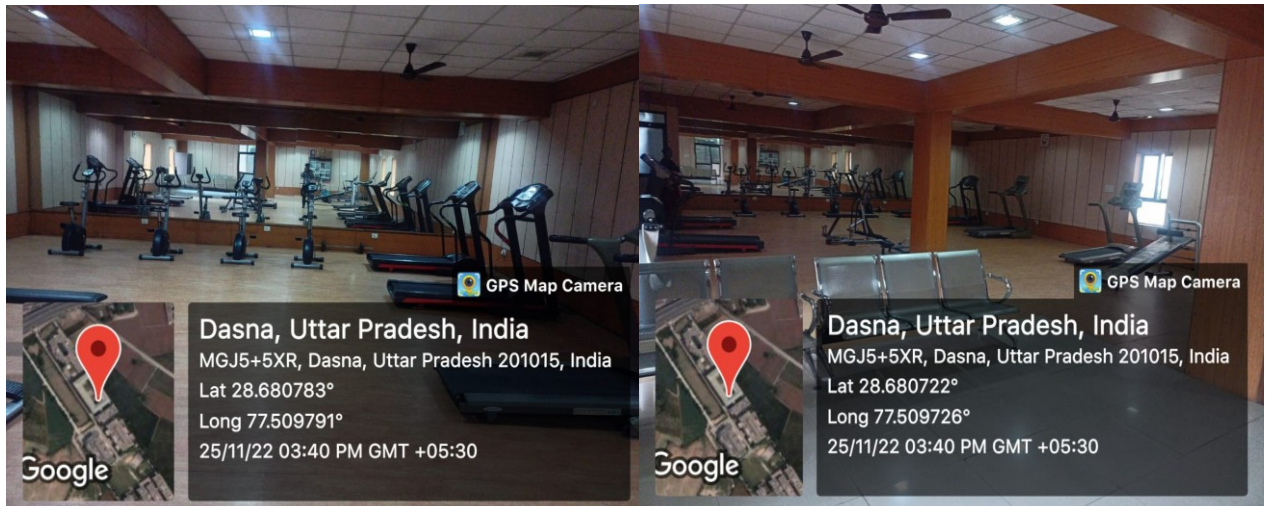 GPS Map Camera
Dasna, Uttar Pradesh, India
MGJ5+5XR, Dasna, Uttar Pradesh 201015, India
Lat 28.680783°
Long 77.509791°
25/11/22 03:40 PM GMT +05:30
Google
GPS Map Camera
Dasna, Uttar Pradesh, India
MGJ5+5XR, Dasna, Uttar Pradesh 201015, India
Lat 28.680722°
Long 77.509726°
25/11/22 03:40 PM GMT +05:30
Google